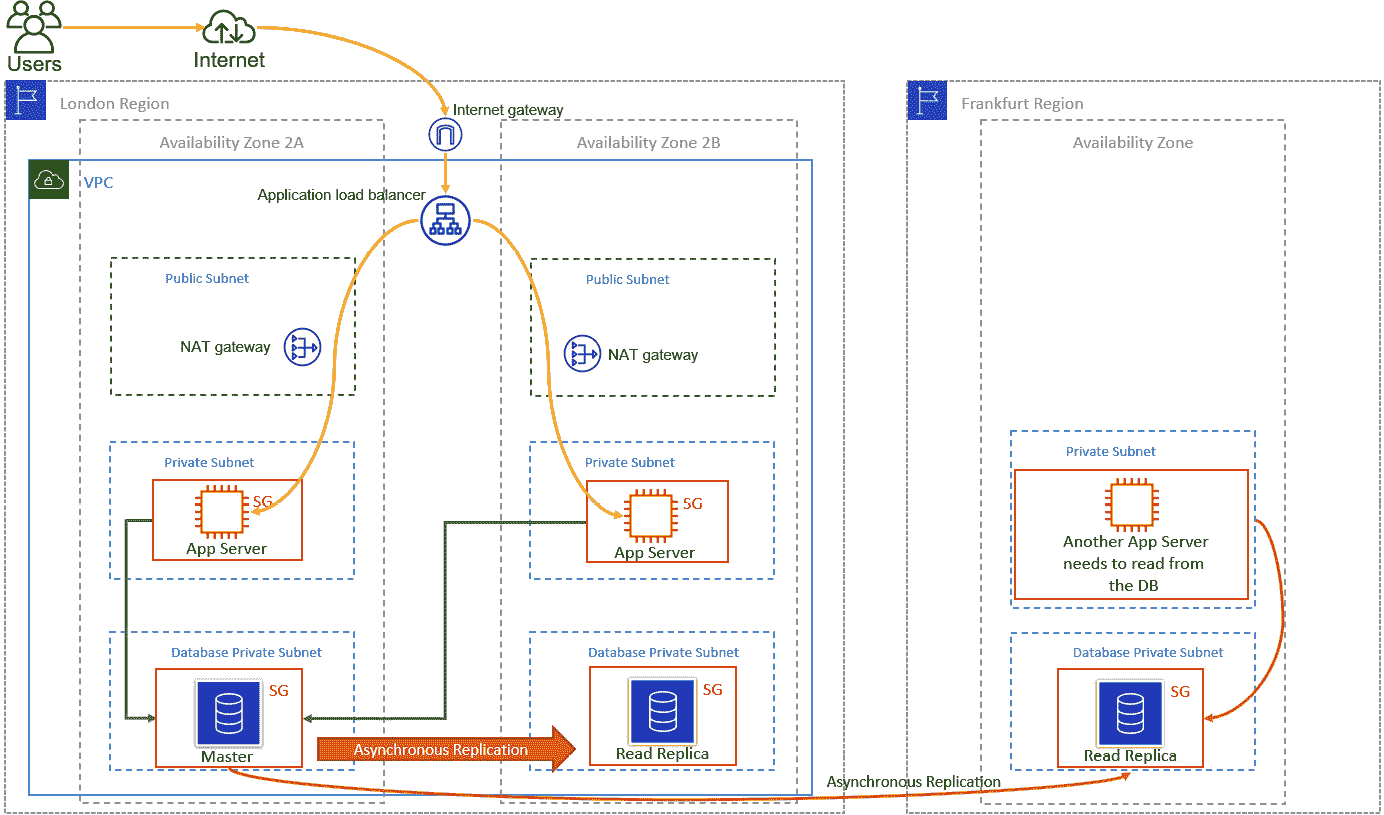 Users
Internet
London Region
Internet gateway
Frankfurt Region
Availability Zone 2A
Availability Zone 2B
Availability Zone
VPC
Application load balancer
Public Subnet
Public Subnet
NAT gateway
NAT gateway
Private Subnet
SG
App Server
Private Subnet
SG
App Server
Private Subnet
Another App Server
needs to read from
the DB
Database Private Subnet
SG
Master
Asynchronous Replication
Database Private Subnet
SG
Read Replica
Database Private Subnet
SG
Read Replica
Asynchronous Replication